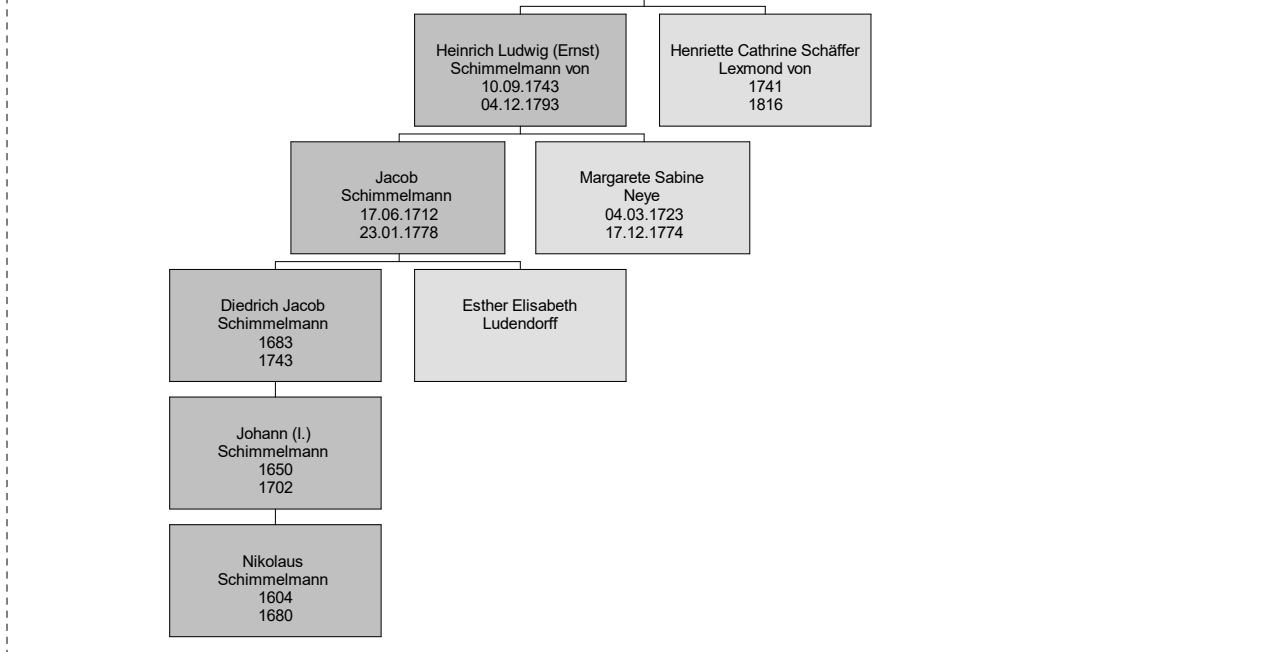 Heinrich Ludwig (Ernst)
Schimmelmann von
10.09.1743
04.12.1793
Henriette Cathrine Schäffer
Lexmond von
1741
1816
Jacob
Schimmelmann
17.06.1712
23.01.1778
Margarete Sabine
Neye
04.03.1723
17.12.1774
Diedrich Jacob
Schimmelmann
1683
1743
Esther Elisabeth
Ludendorff
Johann (I.)
Schimmelmann
1650
1702
Nikolaus
Schimmelmann
1604
1680